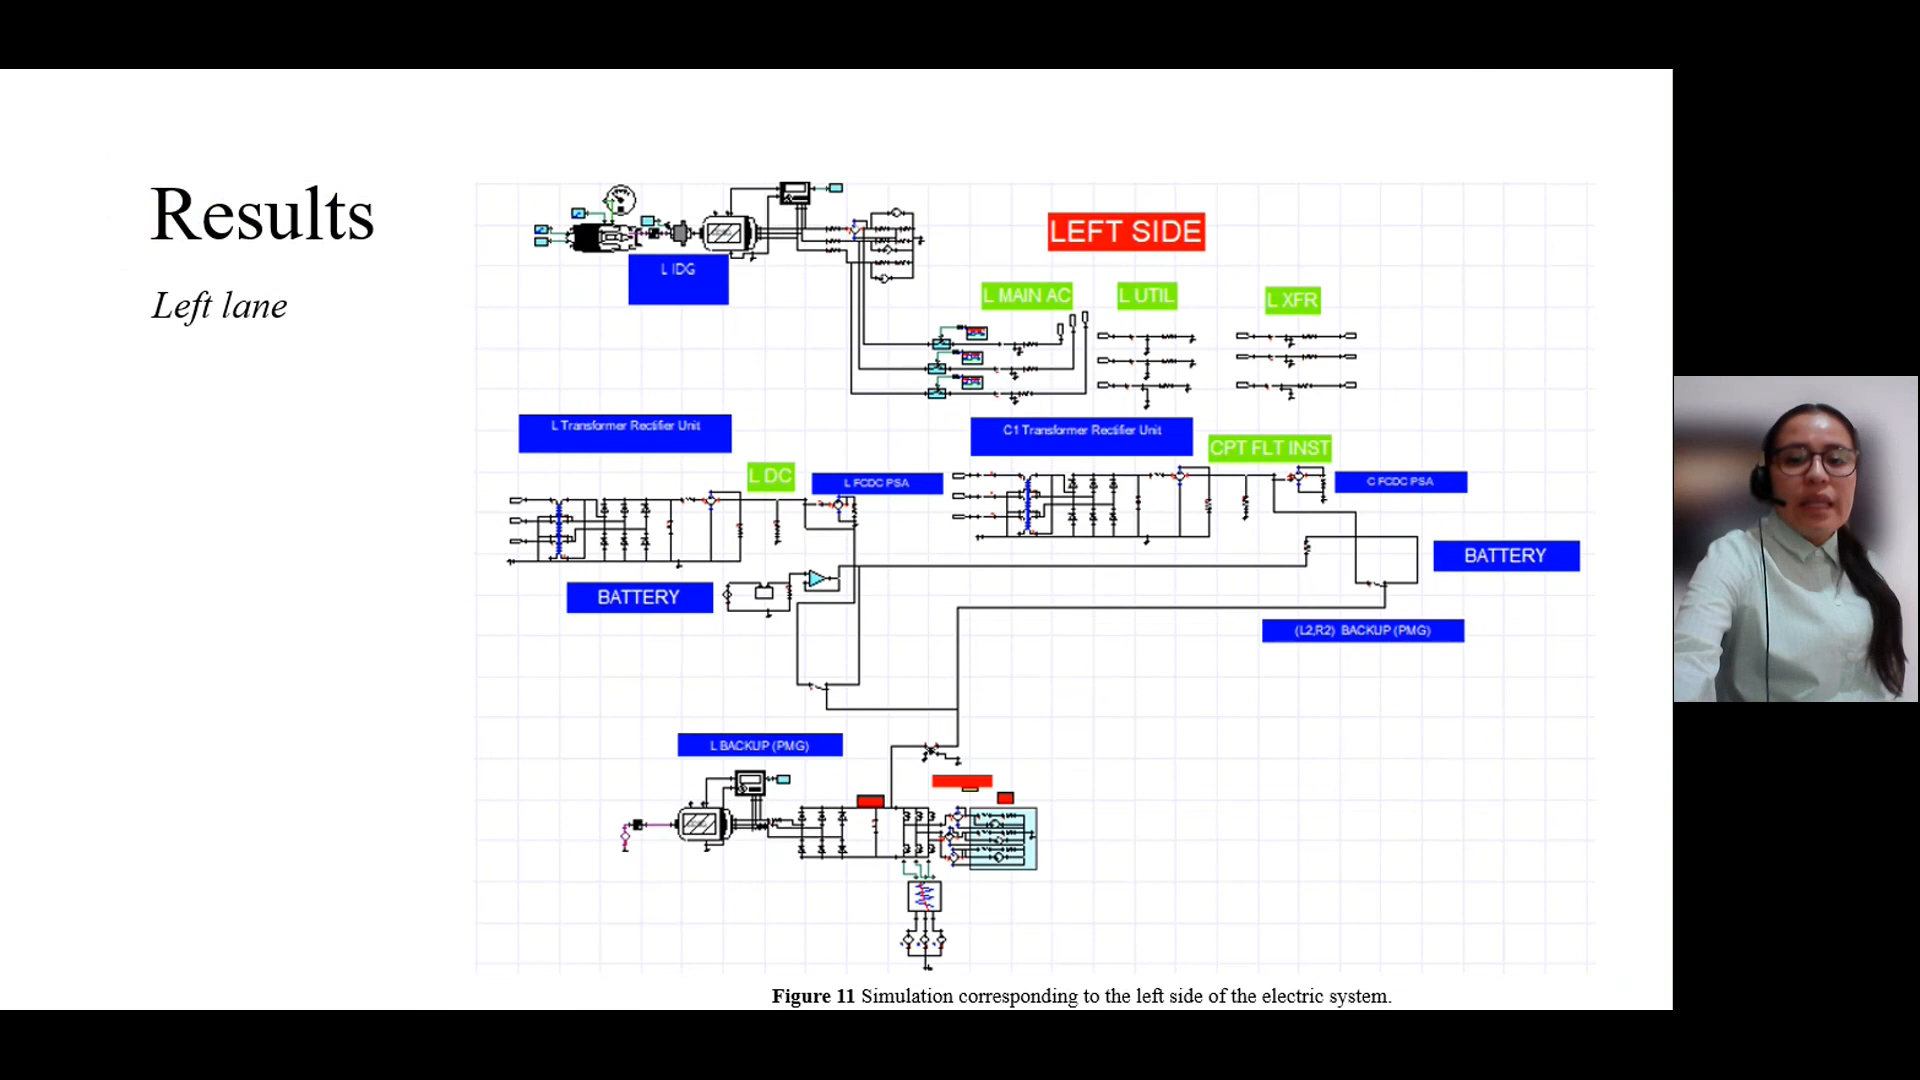 Results
Left lane
LEFT SIDE
L IDG
L MAIN AC
L UTIL
L XFR
L Transformer Rectifier Unit
C1 Transformer Rectifier Unit
CPT FLT INST
L DC
L FCDC PSA
C FCDC PSA
BATTERY
BATTERY
(L2,R2) BACKUP (PMG)
L BACKUP (PMG)
Figure 11 Simulation corresponding to the left side of the electric system.